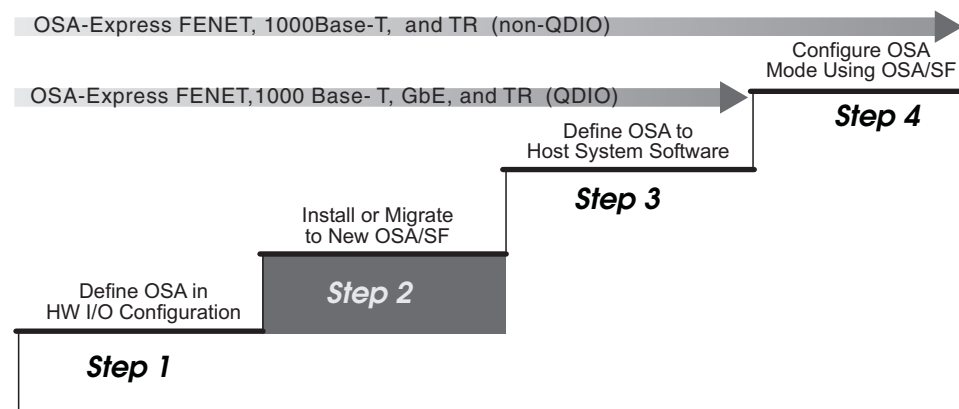 OSA-Express FENET, 1000Base-T, and TR (non-QDIO)
Configure OSA
Mode Using OSA/SF
Step 4
OSA-Express FENET,1000 Base- T, GbE, and TR (QDIO)
Define OSA to
Host System Software
Step 3
Install or Migrate
to New OSA/SF
Step 2
Define OSA in
HW I/O Configuration
Step 1